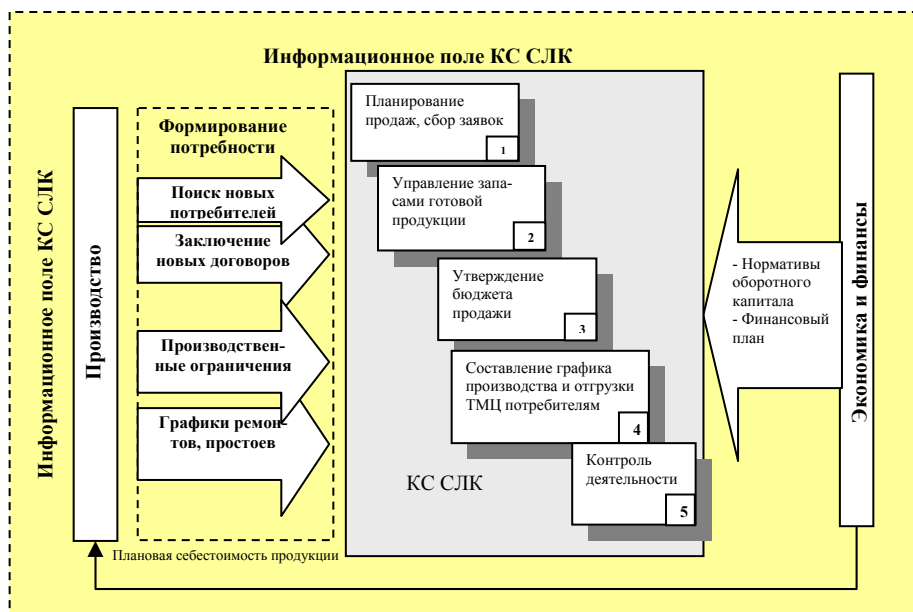 Информационное поле КС СЛК
Информационное поле КС СЛК
Производство
Формирование
потребности
Поиск новых
потребителей
Заключение
новых договоров
Производствен-
ные ограничения
Графики ремон-
тов, простоев
Планирование
продаж, сбор заявок
1
Управление запа-
сами готовой
продукции
2
Утверждение
бюджета
продажи
3
Составление графика
производства и отгрузки
ТМЦ потребителям
4
Контроль
деятельности
5
КС СЛК
- Нормативы
оборотного
капитала
- Финансовый
план
Экономика и финансы
Плановая себестоимость продукции